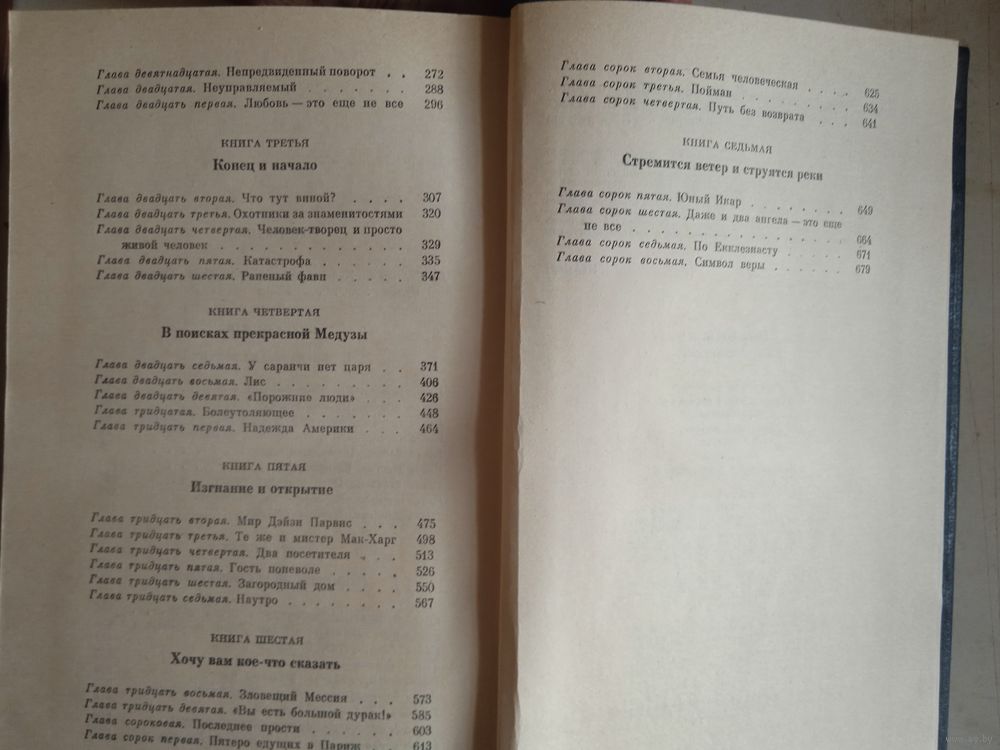 Глава девятнадцатая. Непредвиденный поворот . . 272
Глава двадцатая. Неуправляемый . . . . . . . 288
Глава двадцать первая. Любовь — это еще не все 296
КНИГА ТРЕТЬЯ
Конец и начало
Глава двадцать вторая. Что тут виной? . . . . 307
Глава двадцать третья. Охотники за знаменитостями 320
Глава двадцать четвертая. Человек-творец и просто
живой человек . . . . . . . . . . . . 329
Глава двадцать пятая. Катастрофа . . . . . . 335
Глава двадцать шестая. Раненый фавн . . . . . 347
КНИГА ЧЕТВЕРТАЯ
В поисках прекрасной Медузы
Глава двадцать седьмая. У саранчи нет царя . . 371
Глава двадцать восьмая. Лис . . . . . . . . 406
Глава двадцать девятая. «Порожние люди» . . . 426
Глава тридцатая. Болеутоляющее . . . . . . . 448
Глава тридцать первая. Надежда Америки . . . 464
КНИГА ПЯТАЯ
Изгнание и открытие
Глава тридцать вторая. Мир Дэйзи Парвис . . . 475
Глава тридцать третья. Те же и мистер Мак-Харг 498
Глава тридцать четвертая. Два посетителя . . . 513
Глава тридцать пятая. Гость поневоле . . . . . 526
Глава тридцать шестая. Загородный дом . . . . 550
Глава тридцать седьмая. Наутро . . . . . . . 567
КНИГА ШЕСТАЯ
Хочу вам кое-что сказать
Глава тридцать восьмая. Зловещий Мессия . . . 573
Глава тридцать девятая. «Вы есть большой дурак!» 585
Глава сороковая. Последнее прости . . . . . . 603
Глава сорок первая. Пятеро едущих в Париж . . 613
Глава сорок вторая. Семья человеческая . . . . 625
Глава сорок третья. Пойман . . . . . . . . 634
Глава сорок четвертая. Путь без возврата . . . 641
КНИГА СЕДЬМАЯ
Стремится ветер и струятся реки
Глава сорок пятая. Юный Икар . . . . . . . . 649
Глава сорок шестая. Даже и два ангела — это еще
не все . . . . . . . . . . . . . . . 664
Глава сорок седьмая. По Екклезиасту . . . . . 671
Глава сорок восьмая. Символ веры . . . . . . 679
www.ay.by